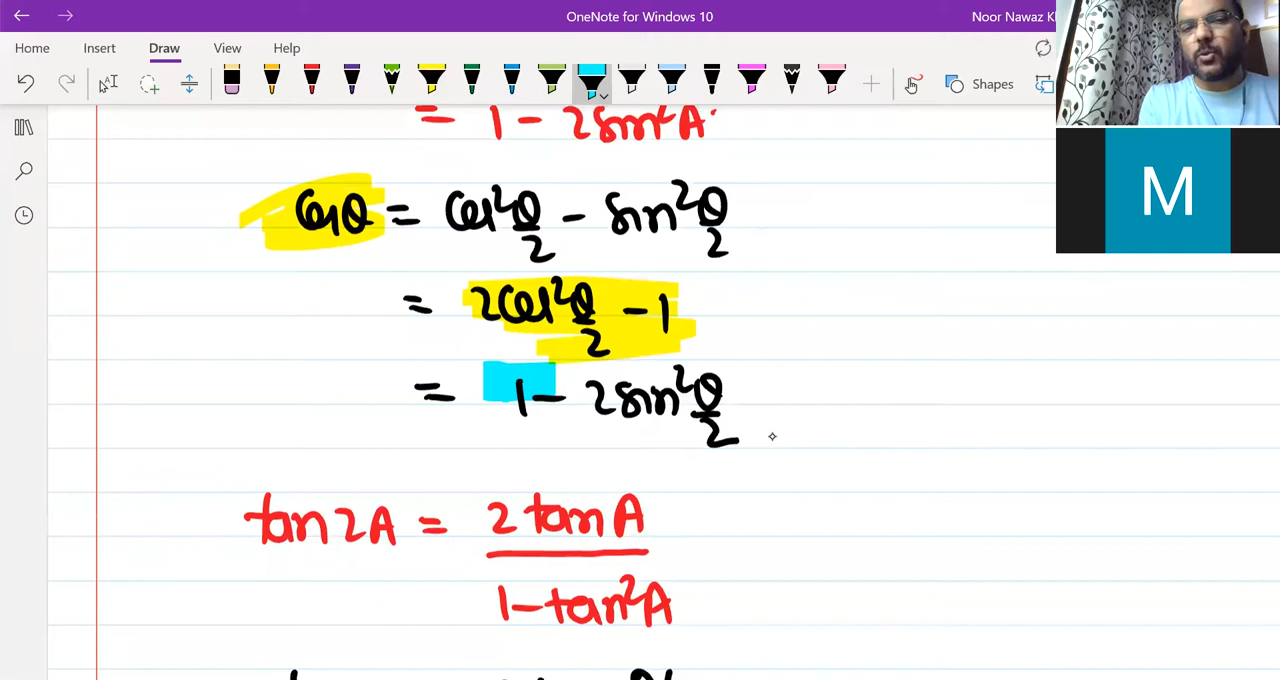 OneNote for Windows 10
Noor Nawaz Kh
Home Insert Draw View Help
Shapes
M
= 1 - 2sin²A
cosθ = cos²θ/2 - sin²θ/2
= 2cos²θ/2 - 1
= 1 - 2sin²θ/2
tan2A = 2tanA / 1-tan²A